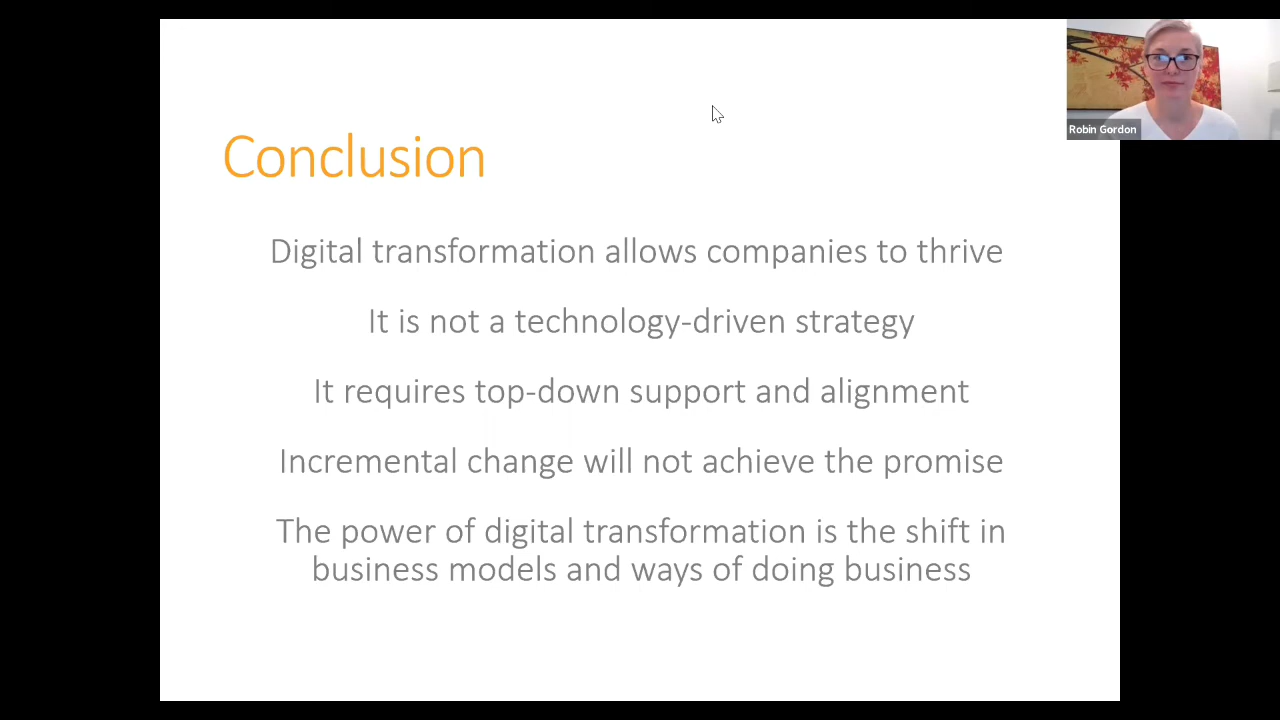 Conclusion
Robin Gordon
Digital transformation allows companies to thrive
It is not a technology-driven strategy
It requires top-down support and alignment
Incremental change will not achieve the promise
The power of digital transformation is the shift in
business models and ways of doing business